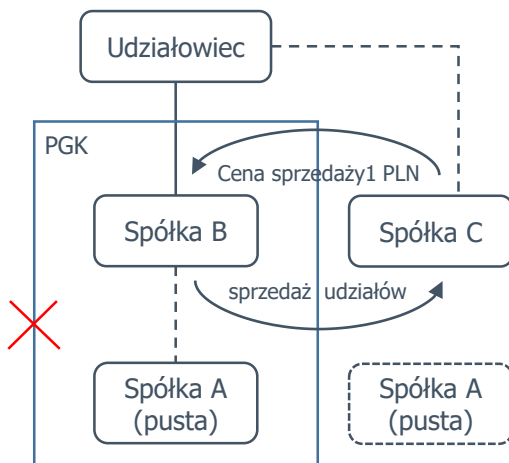 Udziałowiec
PGK
Cena sprzedaży1 PLN
Spółka B
Spółka C
sprzedaż udziałów
Spółka A
(pusta)
Spółka A
(pusta)